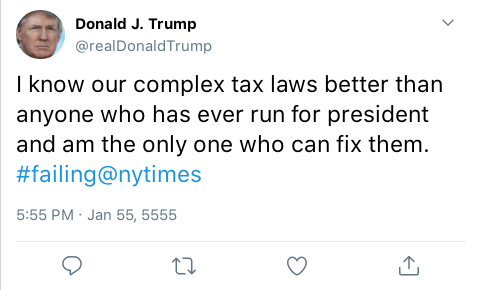 Donald J. Trump
@realDonaldTrump
I know our complex tax laws better than
anyone who has ever run for president
and am the only one who can fix them.
#failing@nytimes
5:55 PM · Jan 55, 5555